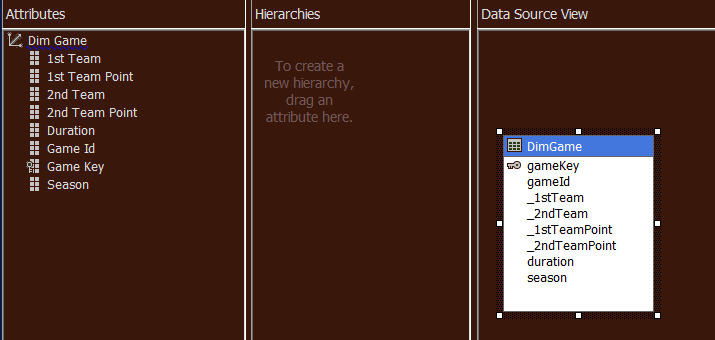 Attributes
Dim Game
1st Team
1st Team Point
2nd Team
2nd Team Point
Duration
Game Id
Game Key
Season
Hierarchies
To create a
new hierarchy,
drag an
attribute here.
Data Source View
DimGame
gameKey
gameId
_1stTeam
_2ndTeam
_1stTeamPoint
_2ndTeamPoint
duration
season